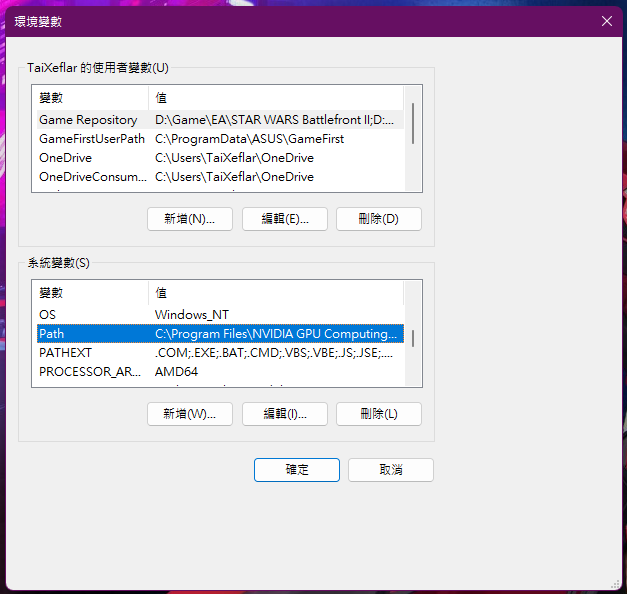 環境變數
TaiXeflar 的使用者變數(U)
變數 值
Game Repository D:\Game\EA\STAR WARS Battlefront II;D:...
GameFirstUserPath C:\ProgramData\ASUS\GameFirst
OneDrive C:\Users\TaiXeflar\OneDrive
OneDriveConsum... C:\Users\TaiXeflar\OneDrive
新增(N)... 編輯(E)... 刪除(D)
系統變數(S)
變數 值
OS Windows_NT
Path C:\Program Files\NVIDIA GPU Computing...
PATHEXT .COM;.EXE;.BAT;.CMD;.VBS;.VBE;.JS;.JSE;....
PROCESSOR_AR... AMD64
新增(W)... 編輯(I)... 刪除(L)
確定 取消